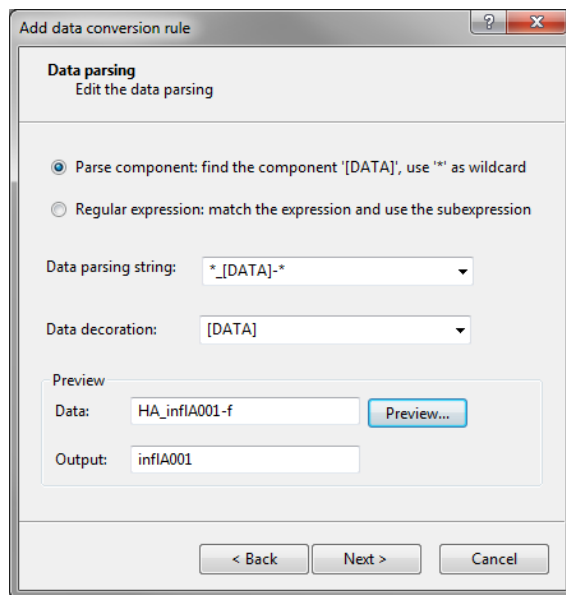 Add data conversion rule
?
X
Data parsing
Edit the data parsing
Parse component: find the component '[DATA]', use '*' as wildcard
Regular expression: match the expression and use the subexpression
Data parsing string: *_[DATA]-*
Data decoration: [DATA]
Preview
Data: HA_inflA001-f Preview...
Output: inflA001
< Back Next > Cancel